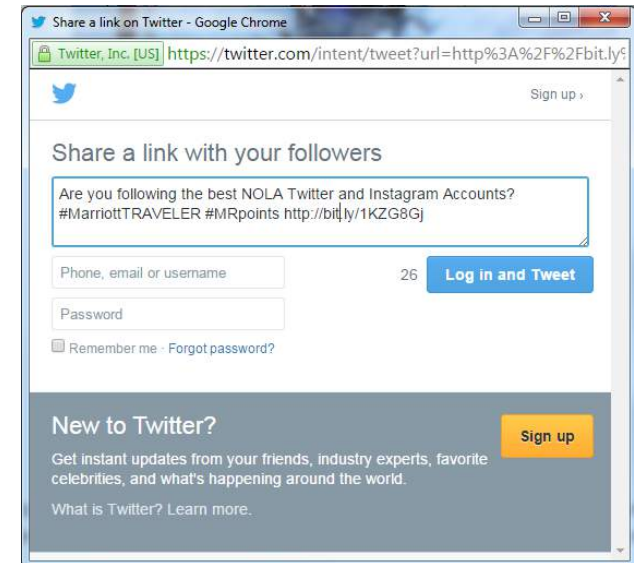 Share a link on Twitter - Google Chrome
Twitter, Inc. [US] https://twitter.com/intent/tweet?url=http%3A%2F%2Fbit.ly%
Sign up ›
Share a link with your followers
Are you following the best NOLA Twitter and Instagram Accounts?
#MarriottTRAVELER #MRpoints http://bit.ly/1KZG8Gj
Phone, email or username
26 Log in and Tweet
Password
Remember me · Forgot password?
New to Twitter?
Sign up
Get instant updates from your friends, industry experts, favorite
celebrities, and what's happening around the world.
What is Twitter? Learn more.